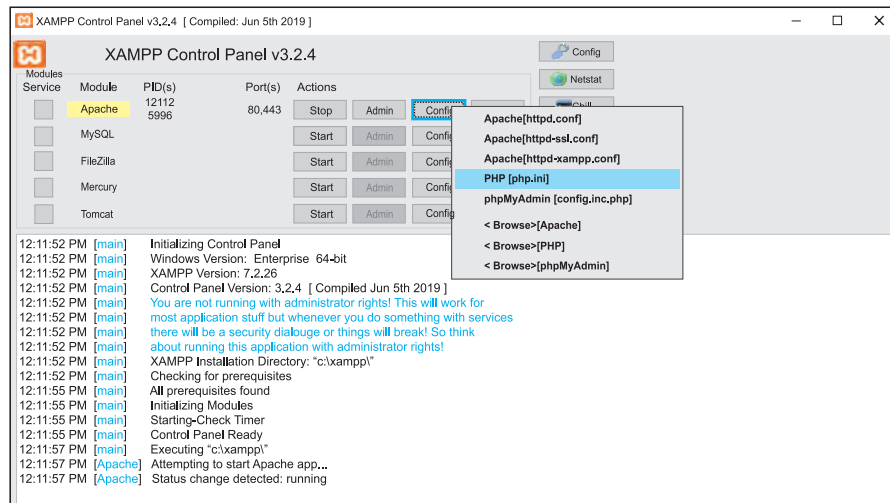 XAMPP Control Panel v3.2.4 [ Compiled: Jun 5th 2019 ]
XAMPP Control Panel v3.2.4
Config
Netstat
Modules
Service Module PID(s) Port(s) Actions
Apache 12112 5996 80,443 Stop Admin Config
MySQL Start Admin Config
FileZilla Start Admin Config
Mercury Start Admin Config
Tomcat Start Admin Config
Apache[httpd.conf]
Apache[httpd-ssl.conf]
Apache[httpd-xampp.conf]
PHP [php.ini]
phpMyAdmin [config.inc.php]
< Browse>[Apache]
< Browse>[PHP]
< Browse>[phpMyAdmin]
12:11:52 PM [main] Initializing Control Panel
12:11:52 PM [main] Windows Version: Enterprise 64-bit
12:11:52 PM [main] XAMPP Version: 7.2.26
12:11:52 PM [main] Control Panel Version: 3.2.4 [ Compiled Jun 5th 2019 ]
12:11:52 PM [main] You are not running with administrator rights! This will work for
12:11:52 PM [main] most application stuff but whenever you do something with services
12:11:52 PM [main] there will be a security dialouge or things will break! So think
12:11:52 PM [main] about running this application with administrator rights!
12:11:52 PM [main] XAMPP Installation Directory: “c:\xampp\”
12:11:52 PM [main] Checking for prerequisites
12:11:55 PM [main] All prerequisites found
12:11:55 PM [main] Initializing Modules
12:11:55 PM [main] Starting-Check Timer
12:11:55 PM [main] Control Panel Ready
12:11:57 PM [main] Executing “c:\xampp\”
12:11:57 PM [Apache] Attempting to start Apache app...
12:11:57 PM [Apache] Status change detected: running